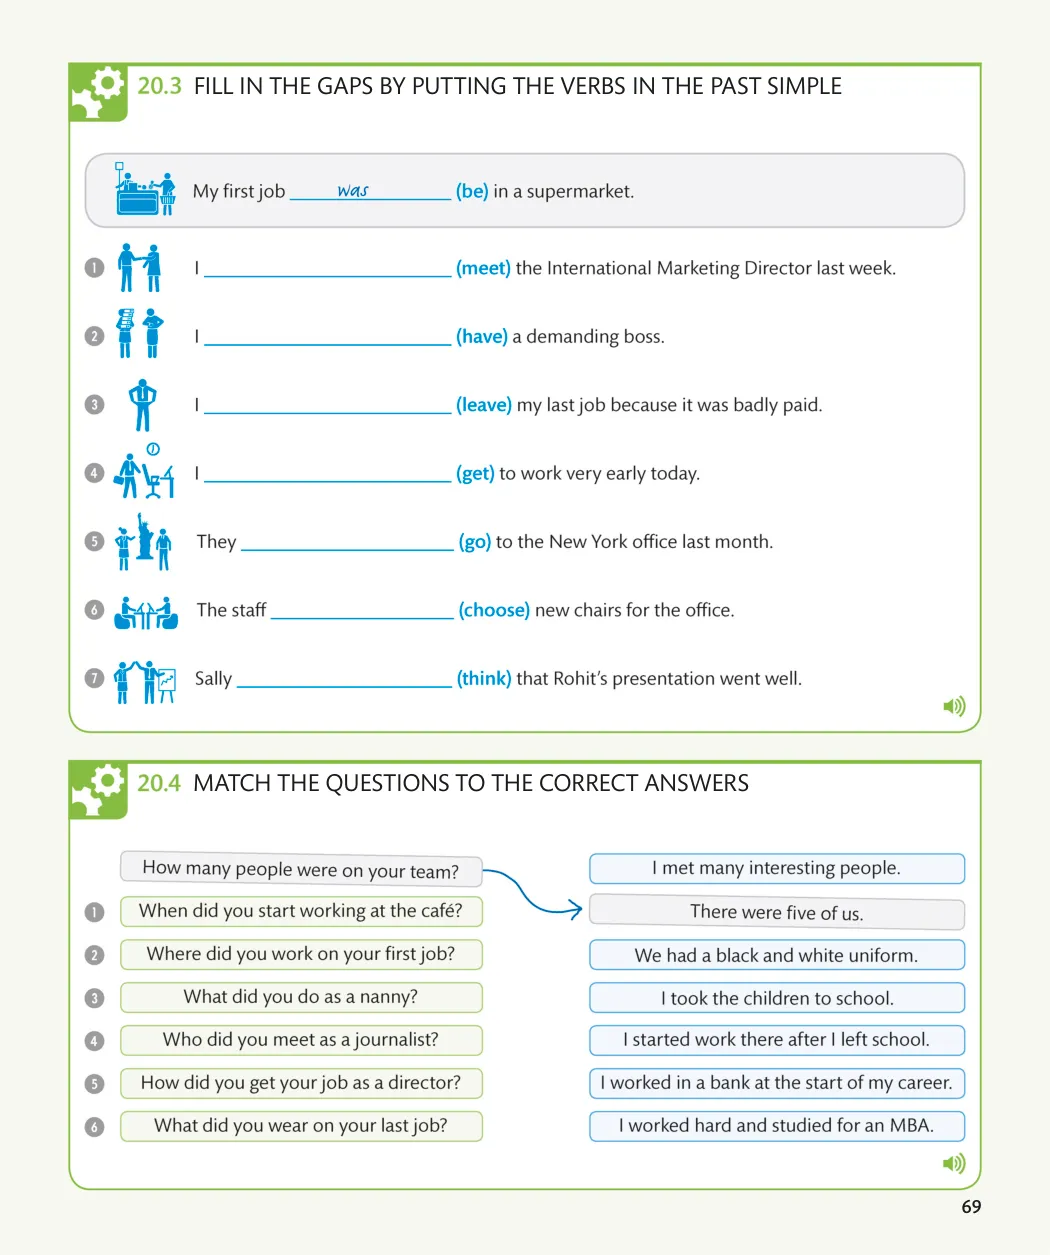 20.3 FILL IN THE GAPS BY PUTTING THE VERBS IN THE PAST SIMPLE
My first job was (be) in a supermarket.
1 I (meet) the International Marketing Director last week.
2 I (have) a demanding boss.
3 I (leave) my last job because it was badly paid.
4 I (get) to work very early today.
5 They (go) to the New York office last month.
6 The staff (choose) new chairs for the office.
7 Sally (think) that Rohit's presentation went well.
20.4 MATCH THE QUESTIONS TO THE CORRECT ANSWERS
How many people were on your team?
I met many interesting people.
1 When did you start working at the café?
There were five of us.
2 Where did you work on your first job?
We had a black and white uniform.
3 What did you do as a nanny?
I took the children to school.
4 Who did you meet as a journalist?
I started work there after I left school.
5 How did you get your job as a director?
I worked in a bank at the start of my career.
6 What did you wear on your last job?
I worked hard and studied for an MBA.
69